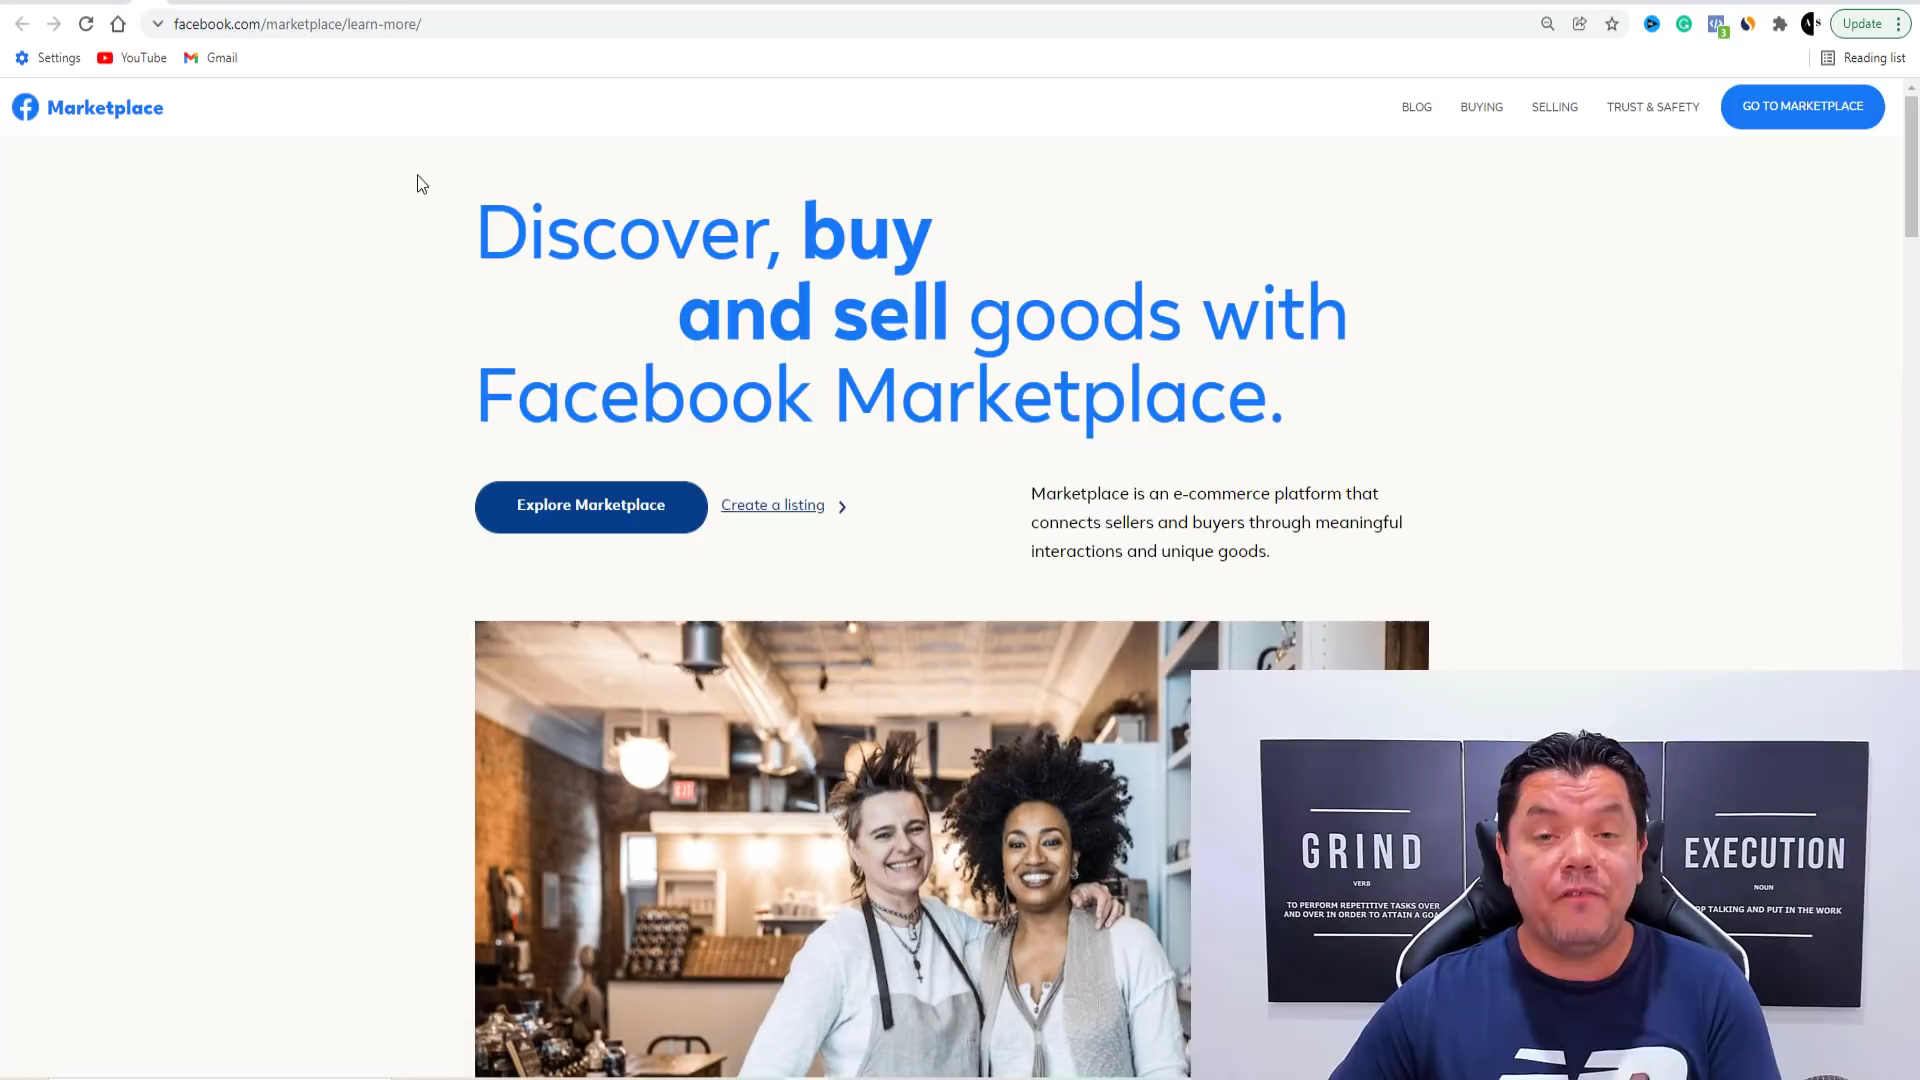 facebook.com/marketplace/learn-more/
Update
3
Settings
YouTube
Gmail
Reading list
Marketplace
BLOG
BUYING
SELLING
TRUST & SAFETY
GO TO MARKETPLACE
Discover, buy
and sell goods with
Facebook Marketplace.
Explore Marketplace
Create a listing
Marketplace is an e-commerce platform that
connects sellers and buyers through meaningful
interactions and unique goods.
GRIND
VERB
TO PERFORM REPETITIVE TASKS OVER
AND OVER IN ORDER TO ATTAIN A
EXECUTION
NOUN
TALKING AND PUT IN THE WORK